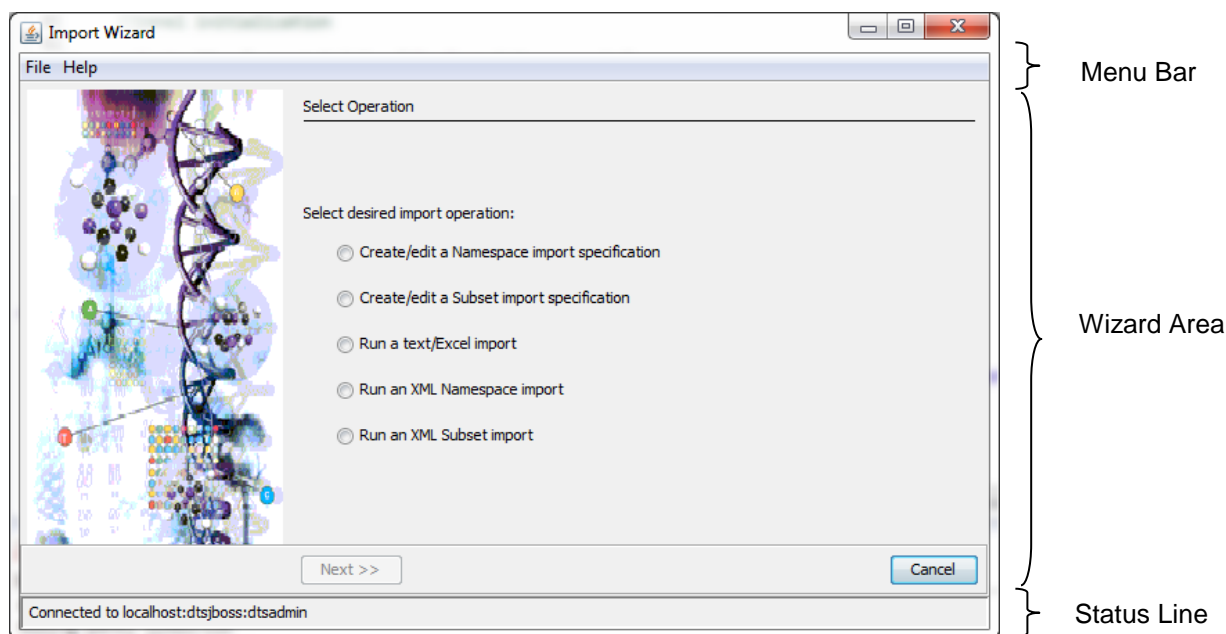 Import Wizard
File Help
Menu Bar
Select Operation
Select desired import operation:
Create/edit a Namespace import specification
Create/edit a Subset import specification
Run a text/Excel import
Wizard Area
Run an XML Namespace import
Run an XML Subset import
Next >>
Cancel
Connected to localhost:dtsjboss:dtsadmin
Status Line